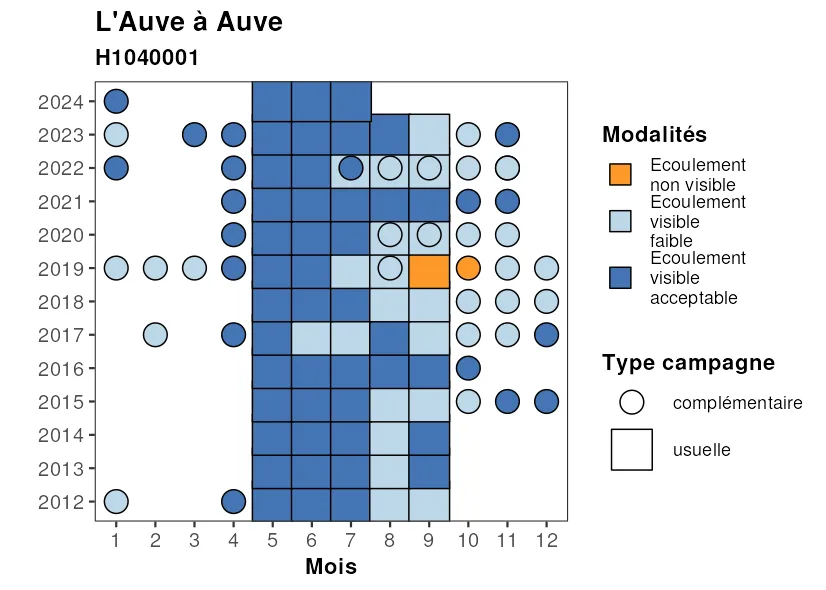 L'Auve à Auve
H1040001
2024
2023
2022
2021
2020
2019
2018
2017
2016
2015
2014
2013
2012
1 2 3 4 5 6 7 8 9 10 11 12
Mois
Modalités
Ecoulement
non visible
Ecoulement
visible
faible
Ecoulement
visible
acceptable
Type campagne
complémentaire
usuelle